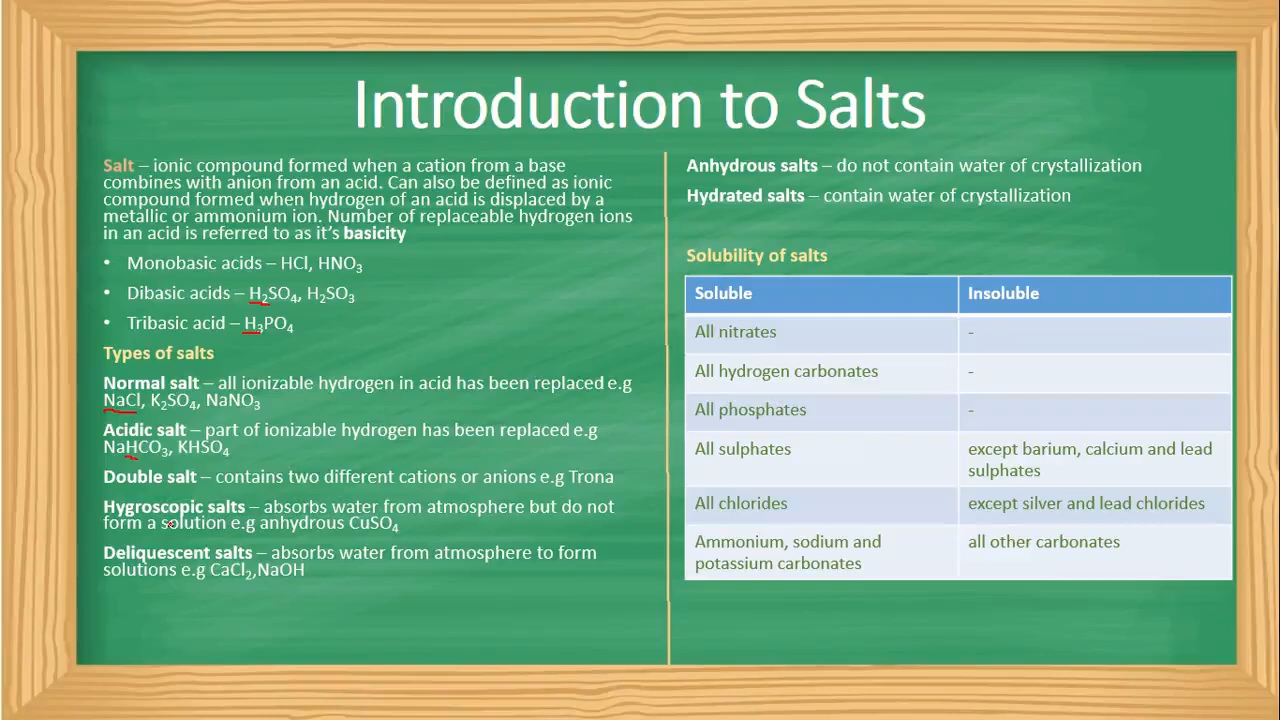 Introduction to Salts
Salt – ionic compound formed when a cation from a base
combines with anion from an acid. Can also be defined as ionic
compound formed when hydrogen of an acid is displaced by a
metallic or ammonium ion. Number of replaceable hydrogen ions
in an acid is referred to as it’s basicity
• Monobasic acids – HCl, HNO₃
• Dibasic acids – H₂SO₄, H₂SO₃
• Tribasic acid – H₃PO₄
Types of salts
Normal salt – all ionizable hydrogen in acid has been replaced e.g
NaCl, K₂SO₄, NaNO₃
Acidic salt – part of ionizable hydrogen has been replaced e.g
NaHCO₃, KHSO₄
Double salt – contains two different cations or anions e.g Trona
Hygroscopic salts – absorbs water from atmosphere but do not
form a solution e.g anhydrous CuSO₄
Deliquescent salts – absorbs water from atmosphere to form
solutions e.g CaCl₂,NaOH
Anhydrous salts – do not contain water of crystallization
Hydrated salts – contain water of crystallization
Solubility of salts
Soluble Insoluble
All nitrates -
All hydrogen carbonates -
All phosphates -
All sulphates except barium, calcium and lead
sulphates
All chlorides except silver and lead chlorides
Ammonium, sodium and all other carbonates
potassium carbonates